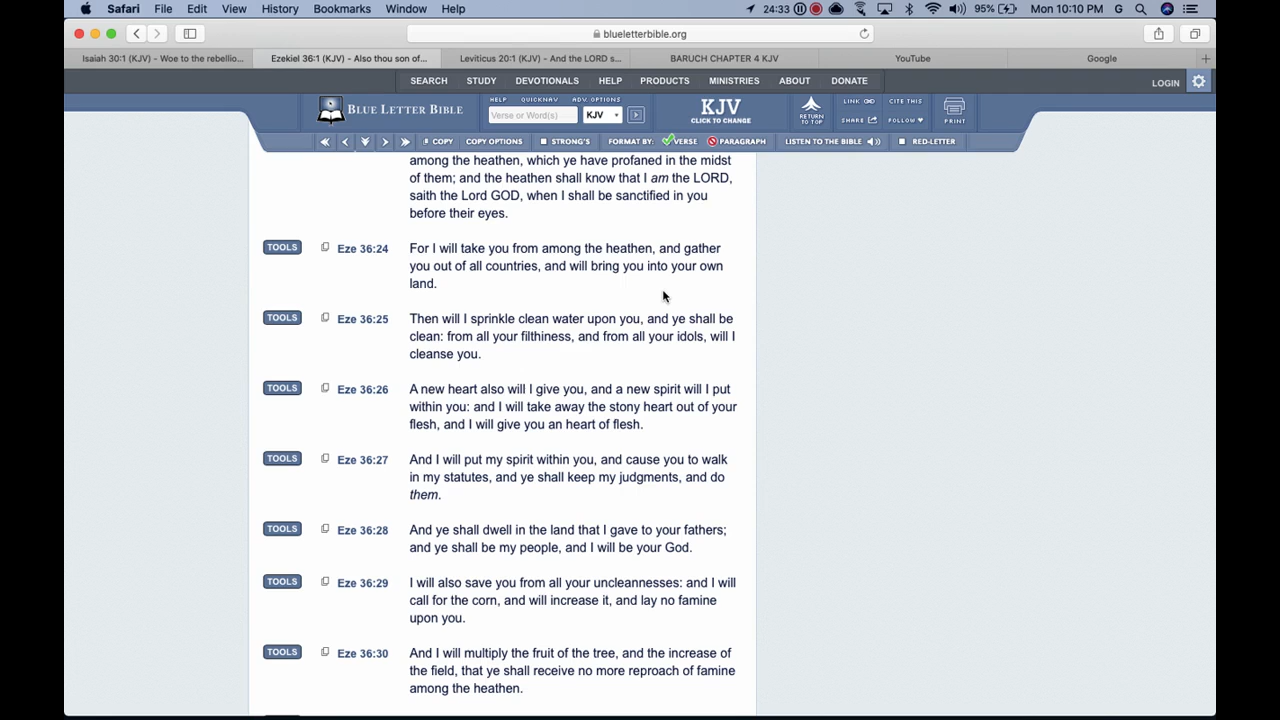 Safari File Edit View History Bookmarks Window Help 24:33 95% Mon 10:10 PM G
blueletterbible.org
Isaiah 30:1 (KJV) - Woe to the rebellio... Ezekiel 36:1 (KJV) - Also thou son of... Leviticus 20:1 (KJV) - And the LORD s... BARUCH CHAPTER 4 KJV YouTube Google
SEARCH STUDY DEVOTIONALS HELP PRODUCTS MINISTRIES ABOUT DONATE LOGIN
BLUE LETTER BIBLE
HELP QUICKNAV ADV. OPTIONS
Verse or Word(s) KJV
KJV
CLICK TO CHANGE
RETURN
TO TOP
LINK CITE THIS
SHARE FOLLOW
PRINT
COPY COPY OPTIONS STRONG'S FORMAT BY: VERSE PARAGRAPH LISTEN TO THE BIBLE RED-LETTER
among the heathen, which ye have profaned in the midst
of them; and the heathen shall know that I am the LORD,
saith the Lord GOD, when I shall be sanctified in you
before their eyes.
TOOLS Eze 36:24 For I will take you from among the heathen, and gather
you out of all countries, and will bring you into your own
land.
TOOLS Eze 36:25 Then will I sprinkle clean water upon you, and ye shall be
clean: from all your filthiness, and from all your idols, will I
cleanse you.
TOOLS Eze 36:26 A new heart also will I give you, and a new spirit will I put
within you: and I will take away the stony heart out of your
flesh, and I will give you an heart of flesh.
TOOLS Eze 36:27 And I will put my spirit within you, and cause you to walk
in my statutes, and ye shall keep my judgments, and do
them.
TOOLS Eze 36:28 And ye shall dwell in the land that I gave to your fathers;
and ye shall be my people, and I will be your God.
TOOLS Eze 36:29 I will also save you from all your uncleannesses: and I will
call for the corn, and will increase it, and lay no famine
upon you.
TOOLS Eze 36:30 And I will multiply the fruit of the tree, and the increase of
the field, that ye shall receive no more reproach of famine
among the heathen.